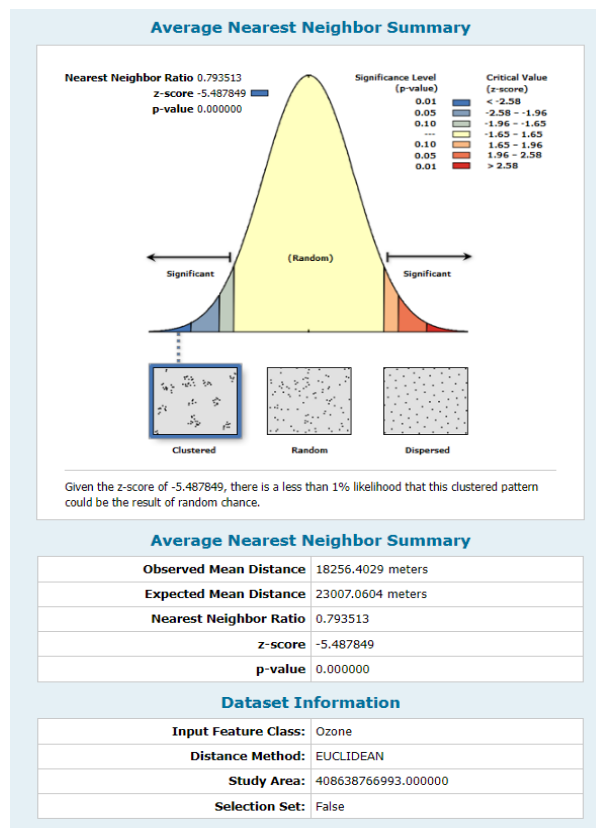 Average Nearest Neighbor Summary
Nearest Neighbor Ratio 0.793513
z-score -5.487849
p-value 0.000000
Significance Level
(p-value)
Critical Value
(z-score)
0.01 < -2.58
0.05 -2.58 – -1.96
0.10 -1.96 – -1.65
--- -1.65 – 1.65
0.10 1.65 – 1.96
0.05 1.96 – 2.58
0.01 > 2.58
(Random)
Significant
Significant
Clustered
Random
Dispersed
Given the z-score of -5.487849, there is a less than 1% likelihood that this clustered pattern
could be the result of random chance.
Average Nearest Neighbor Summary
Observed Mean Distance 18256.4029 meters
Expected Mean Distance 23007.0604 meters
Nearest Neighbor Ratio 0.793513
z-score -5.487849
p-value 0.000000
Dataset Information
Input Feature Class: Ozone
Distance Method: EUCLIDEAN
Study Area: 408638766993.000000
Selection Set: False